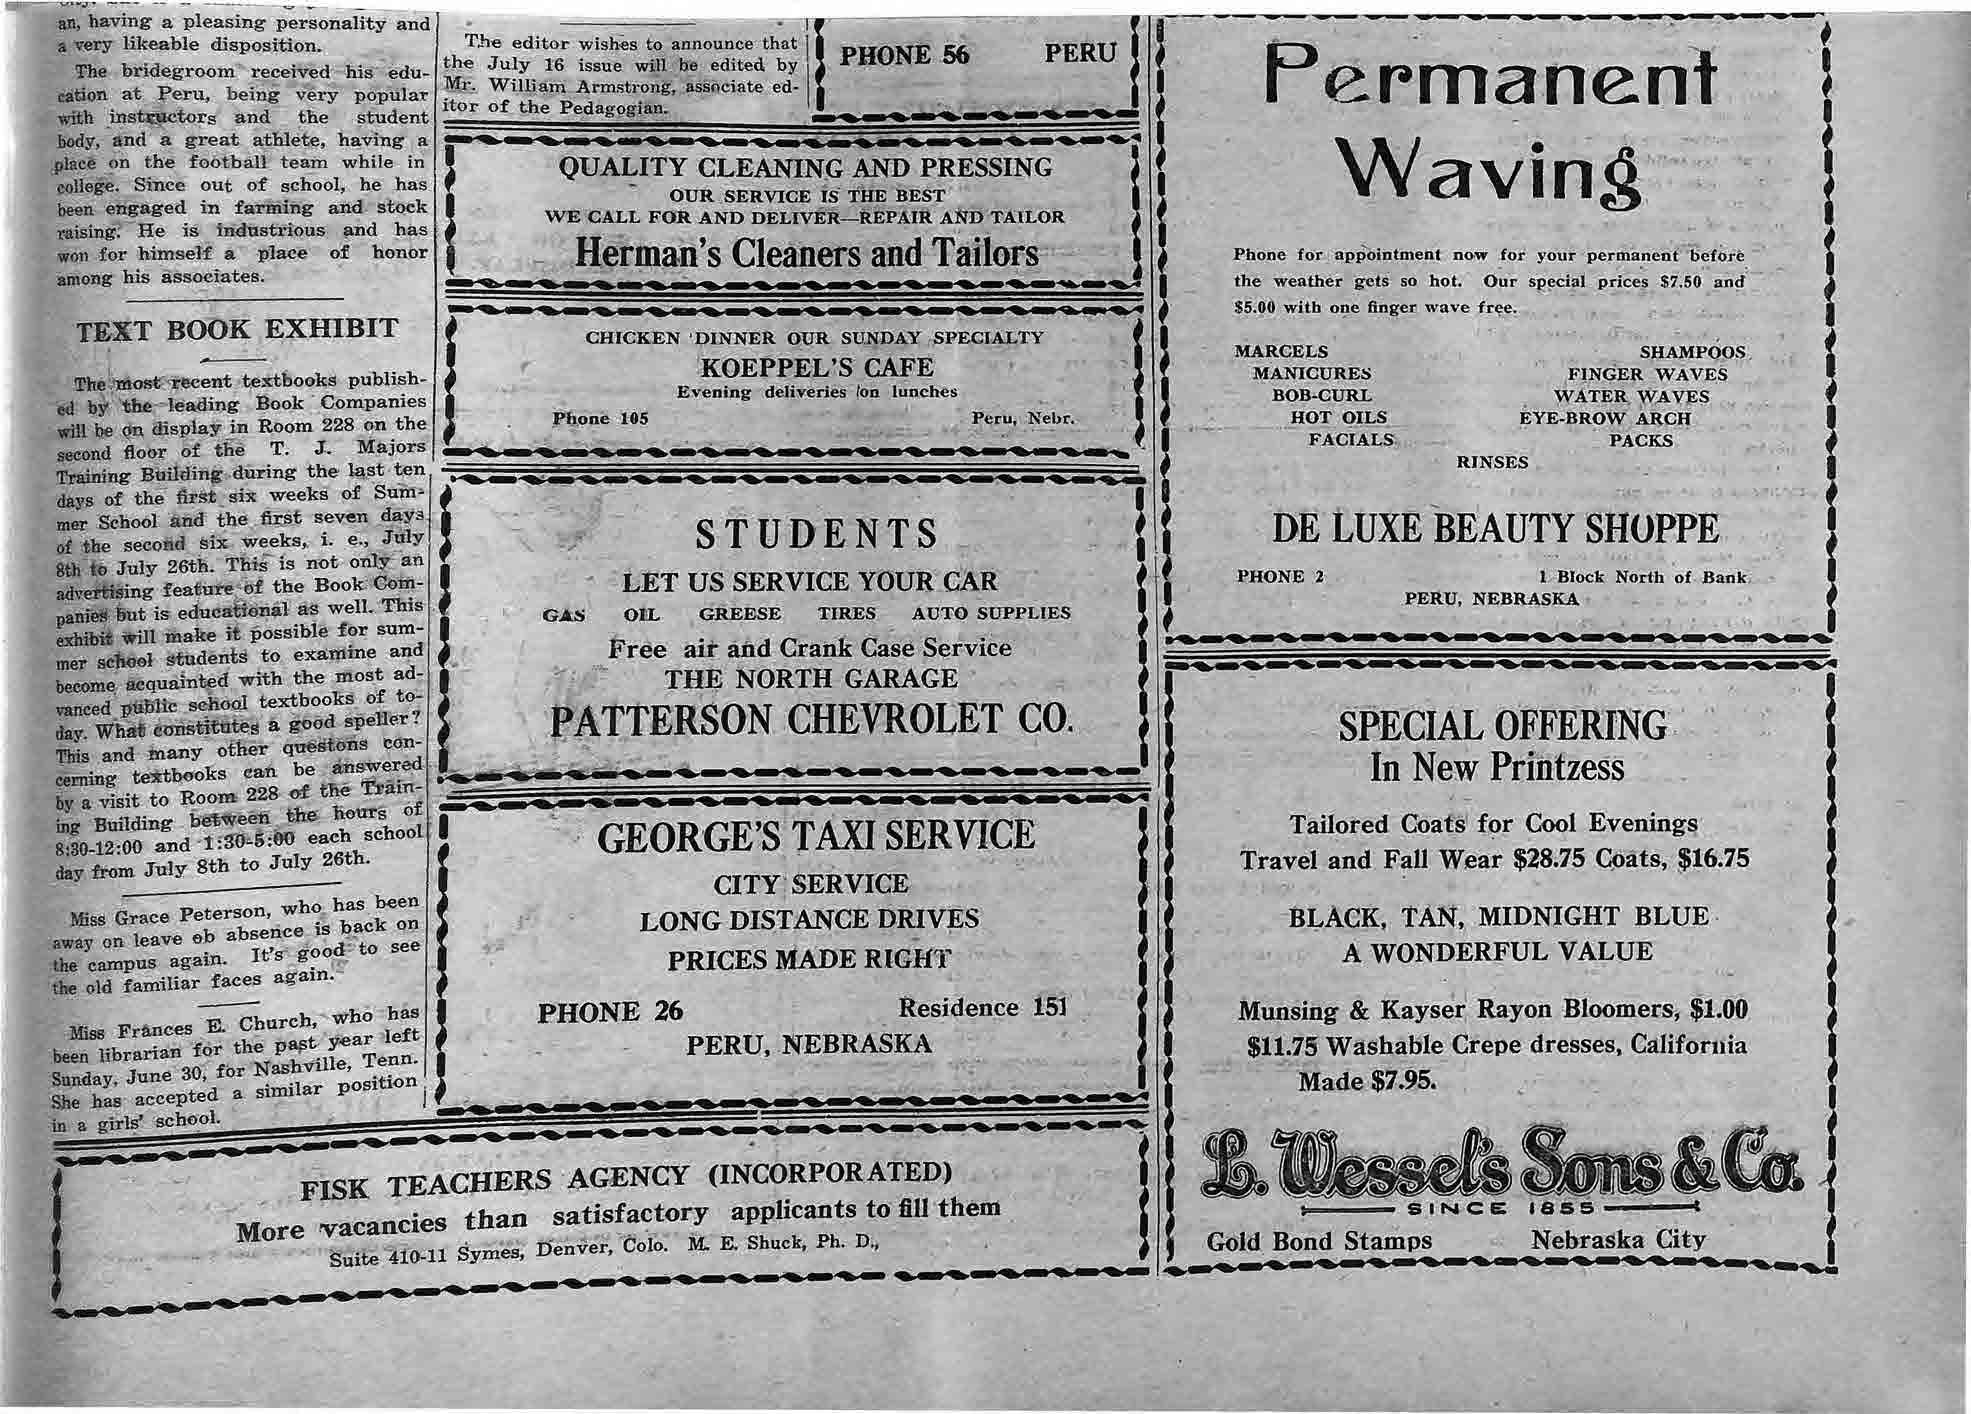 an, having a pleasing personality and
a very likeable disposition.
The bridegroom received his edu-
cation at Peru, being very popular
with instructors and the student
body, and a great athlete, having a
place on the football team while in
college. Since out of school, he has
been engaged in farming and stock
raising. He is industrious and has
won for himself a place of honor
among his associates.
TEXT BOOK EXHIBIT
The most recent textbooks publish-
ed by the leading Book Companies
will be on display in Room 228 on the
second floor of the T. J. Majors
Training Building during the last ten
days of the first six weeks of Sum-
mer School and the first seven days
of the second six weeks, i. e., July
8th to July 26th. This is not only an
advertising feature of the Book Com-
panies but is educational as well. This
exhibit will make it possible for sum-
mer school students to examine and
become acquainted with the most ad-
vanced public school textbooks of to-
day. What constitutes a good speller?
This and many other questons con-
cerning textbooks can be answered
by a visit to Room 228 of the Train-
ing Building between the hours of
8:30-12:00 and 1:30-5:00 each school
day from July 8th to July 26th.
Miss Grace Peterson, who has been
away on leave ob absence is back on
the campus again. It's good to see
the old familiar faces again.
Miss Frances E. Church, who has
been librarian for the past year left
Sunday, June 30, for Nashville, Tenn.
She has accepted a similar position
in a girls' school.
The editor wishes to announce that
the July 16 issue will be edited by
Mr. William Armstrong, associate ed-
itor of the Pedagogian.
PHONE 56 PERU
QUALITY CLEANING AND PRESSING
OUR SERVICE IS THE BEST
WE CALL FOR AND DELIVER—REPAIR AND TAILOR
Herman's Cleaners and Tailors
CHICKEN DINNER OUR SUNDAY SPECIALTY
KOEPPEL'S CAFE
Evening deliveries on lunches
Phone 105 Peru, Nebr.
STUDENTS
LET US SERVICE YOUR CAR
GAS OIL GREESE TIRES AUTO SUPPLIES
Free air and Crank Case Service
THE NORTH GARAGE
PATTERSON CHEVROLET CO.
GEORGE'S TAXI SERVICE
CITY SERVICE
LONG DISTANCE DRIVES
PRICES MADE RIGHT
PHONE 26 Residence 151
PERU, NEBRASKA
FISK TEACHERS AGENCY (INCORPORATED)
More vacancies than satisfactory applicants to fill them
Suite 410-11 Symes, Denver, Colo. M. E. Shuck, Ph. D.,
Permanent
Waving
Phone for appointment now for your permanent before
the weather gets so hot. Our special prices $7.50 and
$5.00 with one finger wave free.
MARCELS SHAMPOOS
MANICURES FINGER WAVES
BOB-CURL WATER WAVES
HOT OILS EYE-BROW ARCH
FACIALS PACKS
RINSES
DE LUXE BEAUTY SHOPPE
PHONE 2 1 Block North of Bank
PERU, NEBRASKA
SPECIAL OFFERING
In New Printzess
Tailored Coats for Cool Evenings
Travel and Fall Wear $28.75 Coats, $16.75
BLACK, TAN, MIDNIGHT BLUE
A WONDERFUL VALUE
Munsing & Kayser Rayon Bloomers, $1.00
$11.75 Washable Crepe dresses, California
Made $7.95.
L. Wessel's Sons & Co.
SINCE 1855
Gold Bond Stamps Nebraska City